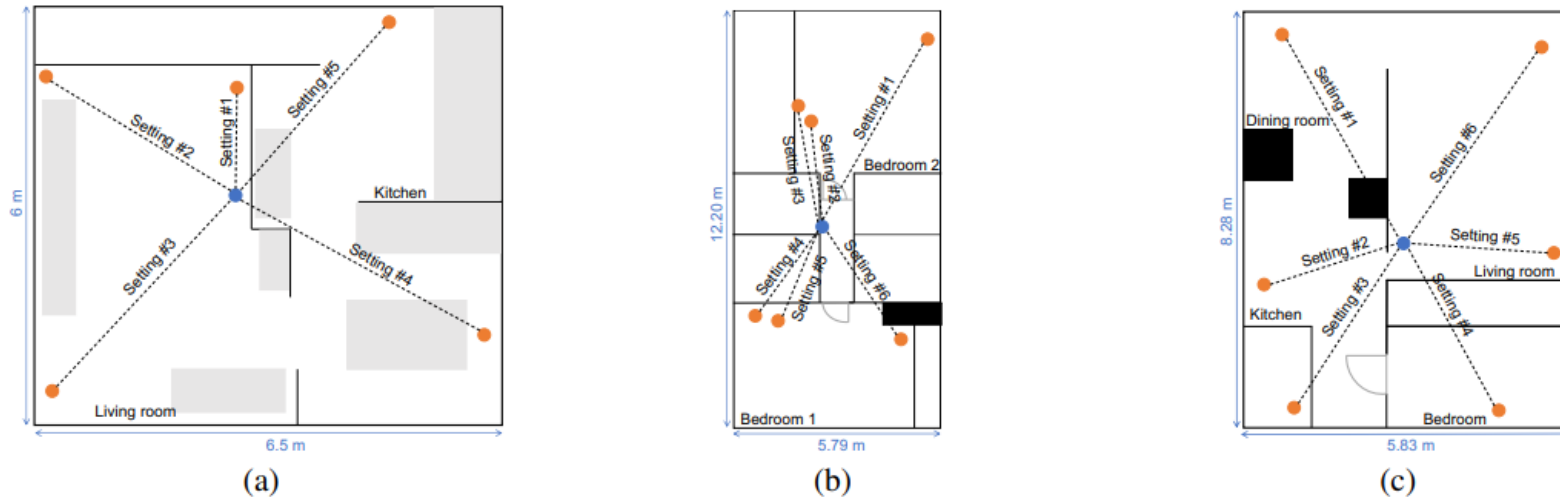 Setting #1
Setting #2
Setting #3
Setting #4
Setting #5
Kitchen
Living room
6 m
6.5 m
(a)
Setting #1
Setting #2
Setting #3
Setting #4
Setting #5
Setting #6
Bedroom 2
Bedroom 1
12.20 m
5.79 m
(b)
Setting #1
Setting #2
Setting #3
Setting #4
Setting #5
Setting #6
Dining room
Living room
Kitchen
Bedroom
8.28 m
5.83 m
(c)